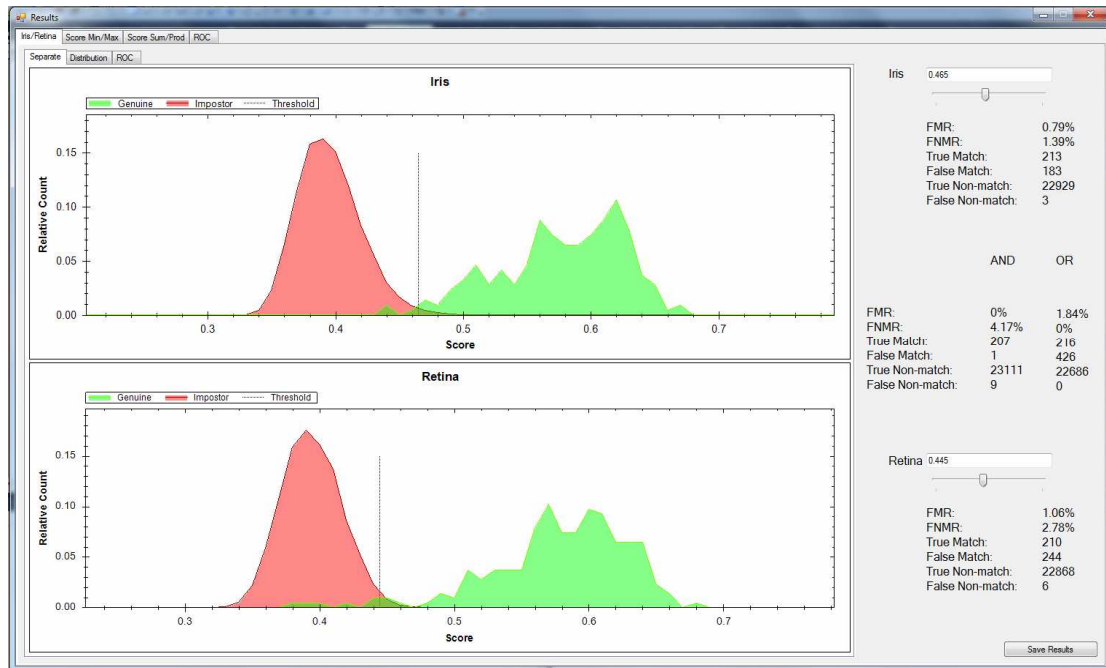 Results
Iris/Retina Score Min/Max Score Sum/Prod ROC
Separate Distribution ROC
Iris
Genuine Impostor Threshold
0.15
0.10
0.05
0.00
Relative Count
0.3 0.4 0.5 0.6 0.7
Score
Retina
Genuine Impostor Threshold
0.15
0.10
0.05
0.00
Relative Count
0.3 0.4 0.5 0.6 0.7
Score
Iris 0.465
FMR: 0.79%
FNMR: 1.39%
True Match: 213
False Match: 183
True Non-match: 22929
False Non-match: 3
AND OR
FMR: 0% 1.84%
FNMR: 4.17% 0%
True Match: 207 216
False Match: 1 426
True Non-match: 23111 22686
False Non-match: 9 0
Retina 0.445
FMR: 1.06%
FNMR: 2.78%
True Match: 210
False Match: 244
True Non-match: 22868
False Non-match: 6
Save Results